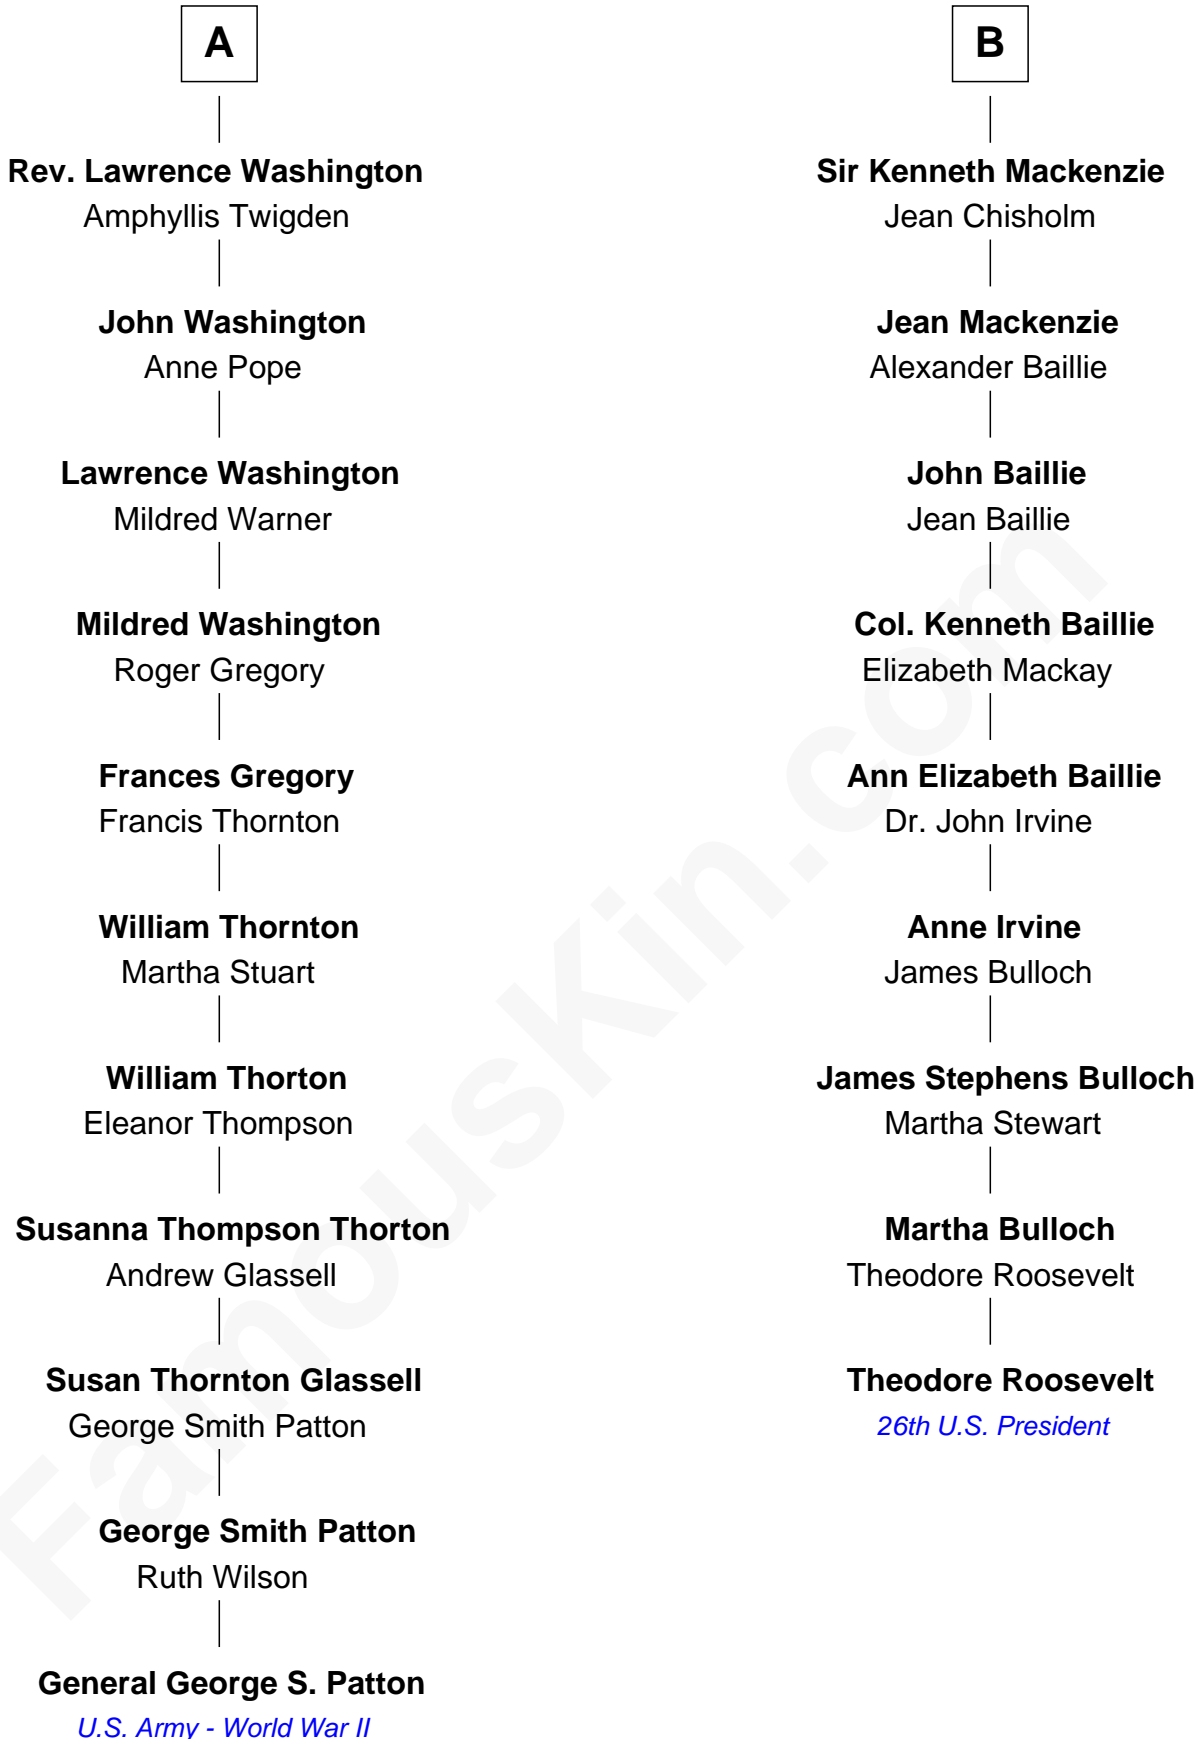 A
Rev. Lawrence Washington
Amphyllis Twigden
John Washington
Anne Pope
Lawrence Washington
Mildred Warner
Mildred Washington
Roger Gregory
Frances Gregory
Francis Thornton
William Thornton
Martha Stuart
William Thorton
Eleanor Thompson
Susanna Thompson Thorton
Andrew Glassell
Susan Thornton Glassell
George Smith Patton
George Smith Patton
Ruth Wilson
General George S. Patton
U.S. Army - World War II
B
Sir Kenneth Mackenzie
Jean Chisholm
Jean Mackenzie
Alexander Baillie
John Baillie
Jean Baillie
Col. Kenneth Baillie
Elizabeth Mackay
Ann Elizabeth Baillie
Dr. John Irvine
Anne Irvine
James Bulloch
James Stephens Bulloch
Martha Stewart
Martha Bulloch
Theodore Roosevelt
Theodore Roosevelt
26th U.S. President
FamousKin.com